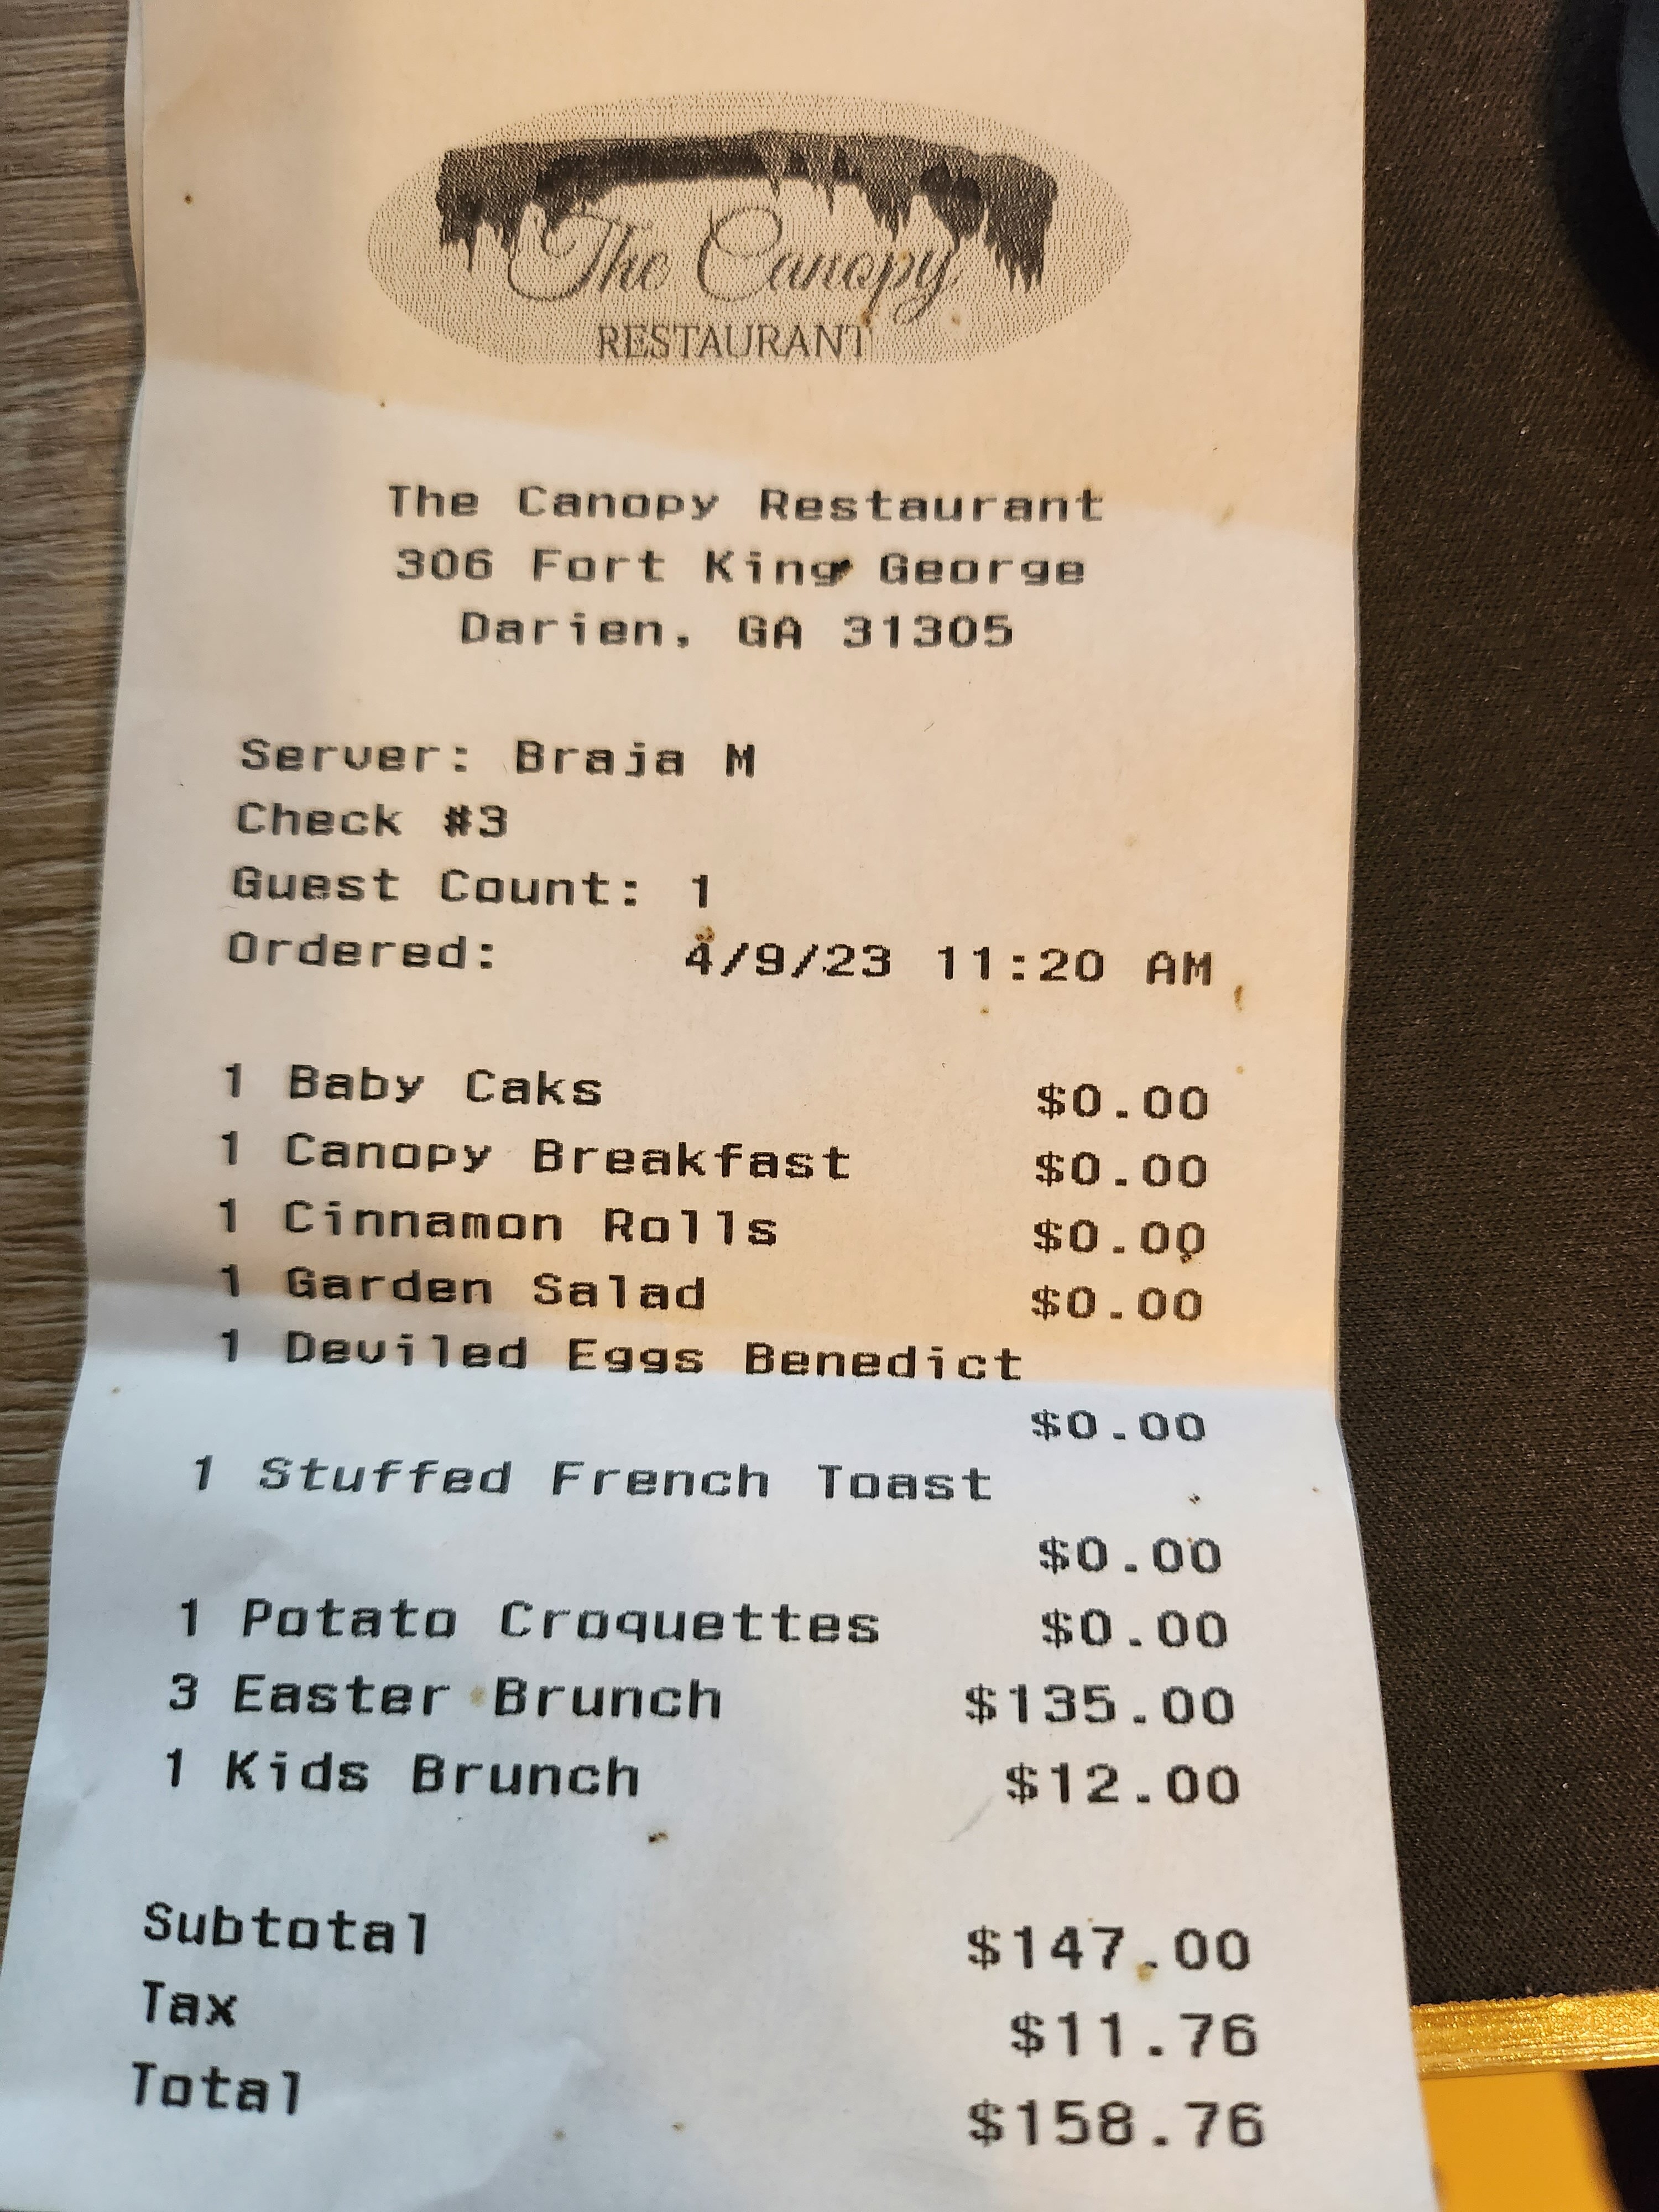 The Canopy
RESTAURANT
The Canopy Restaurant
306 Fort King George
Darien, GA 31305
Server: Braja M
Check #3
Guest Count: 1
Ordered: 4/9/23 11:20 AM
1 Baby Caks $0.00
1 Canopy Breakfast $0.00
1 Cinnamon Rolls $0.00
1 Garden Salad $0.00
1 Deviled Eggs Benedict
$0.00
1 Stuffed French Toast
$0.00
1 Potato Croquettes $0.00
3 Easter Brunch $135.00
1 Kids Brunch $12.00
Subtotal $147.00
Tax $11.76
Total $158.76